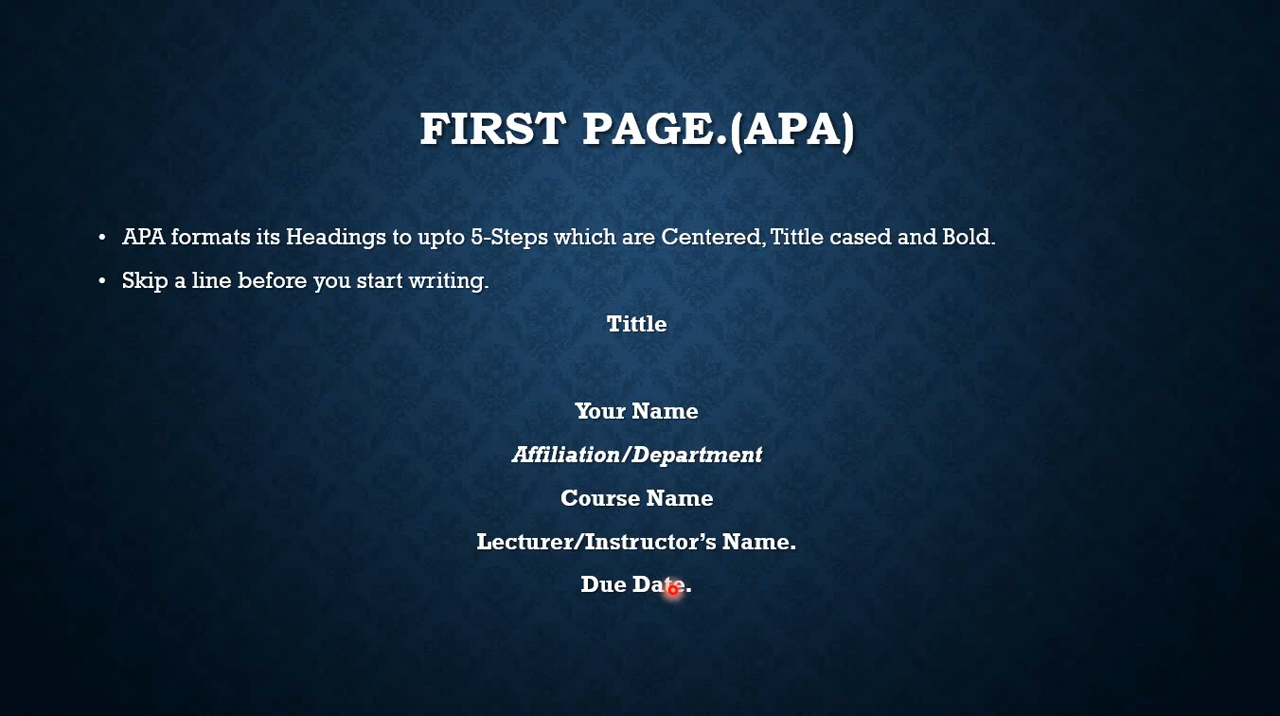 FIRST PAGE.(APA)
• APA formats its Headings to upto 5-Steps which are Centered, Tittle cased and Bold.
• Skip a line before you start writing.
Tittle
Your Name
Affiliation/Department
Course Name
Lecturer/Instructor’s Name.
Due Date.